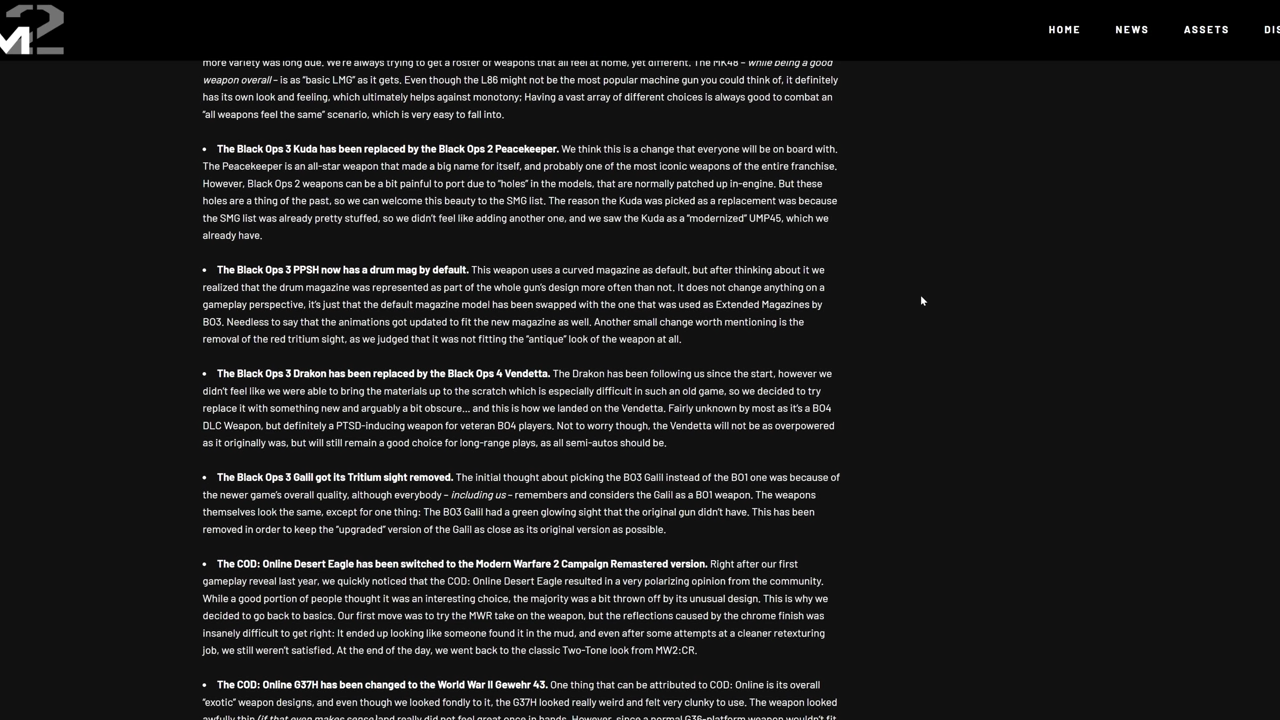 M2
HOME NEWS ASSETS DIS
more variety was long due. We're always trying to get a roster of weapons that all feel at home, yet different. The MK48 – while being a good
weapon overall – is as “basic LMG” as it gets. Even though the L86 might not be the most popular machine gun you could think of, it definitely
has its own look and feeling, which ultimately helps against monotony; Having a vast array of different choices is always good to combat an
“all weapons feel the same” scenario, which is very easy to fall into.
• The Black Ops 3 Kuda has been replaced by the Black Ops 2 Peacekeeper. We think this is a change that everyone will be on board with.
The Peacekeeper is an all-star weapon that made a big name for itself, and probably one of the most iconic weapons of the entire franchise.
However, Black Ops 2 weapons can be a bit painful to port due to “holes” in the models, that are normally patched up in-engine. But these
holes are a thing of the past, so we can welcome this beauty to the SMG list. The reason the Kuda was picked as a replacement was because
the SMG list was already pretty stuffed, so we didn't feel like adding another one, and we saw the Kuda as a “modernized” UMP45, which we
already have.
• The Black Ops 3 PPSH now has a drum mag by default. This weapon uses a curved magazine as default, but after thinking about it we
realized that the drum magazine was represented as part of the whole gun's design more often than not. It does not change anything on a
gameplay perspective, it's just that the default magazine model has been swapped with the one that was used as Extended Magazines by
BO3. Needless to say that the animations got updated to fit the new magazine as well. Another small change worth mentioning is the
removal of the red tritium sight, as we judged that it was not fitting the “antique” look of the weapon at all.
• The Black Ops 3 Drakon has been replaced by the Black Ops 4 Vendetta. The Drakon has been following us since the start, however we
didn't feel like we were able to bring the materials up to the scratch which is especially difficult in such an old game, so we decided to try
replace it with something new and arguably a bit obscure… and this is how we landed on the Vendetta. Fairly unknown by most as it's a BO4
DLC Weapon, but definitely a PTSD-inducing weapon for veteran BO4 players. Not to worry though, the Vendetta will not be as overpowered
as it originally was, but will still remain a good choice for long-range plays, as all semi-autos should be.
• The Black Ops 3 Galil got its Tritium sight removed. The initial thought about picking the BO3 Galil instead of the BO1 one was because of
the newer game's overall quality, although everybody – including us – remembers and considers the Galil as a BO1 weapon. The weapons
themselves look the same, except for one thing: The BO3 Galil had a green glowing sight that the original gun didn't have. This has been
removed in order to keep the “upgraded” version of the Galil as close as its original version as possible.
• The COD: Online Desert Eagle has been switched to the Modern Warfare 2 Campaign Remastered version. Right after our first
gameplay reveal last year, we quickly noticed that the COD: Online Desert Eagle resulted in a very polarizing opinion from the community.
While a good portion of people thought it was an interesting choice, the majority was a bit thrown off by its unusual design. This is why we
decided to go back to basics. Our first move was to try the MWR take on the weapon, but the reflections caused by the chrome finish was
insanely difficult to get right: It ended up looking like someone found it in the mud, and even after some attempts at a cleaner retexturing
job, we still weren't satisfied. At the end of the day, we went back to the classic Two-Tone look from MW2:CR.
• The COD: Online G37H has been changed to the World War II Gewehr 43. One thing that can be attributed to COD: Online is its overall
“exotic” weapon designs, and even though we looked fondly to it, the G37H looked really weird and felt very clunky to use. The weapon looked
awfully thin (if that even makes sense) and really did not feel great once in hands. However, since a normal G36-platform weapon wouldn't fit